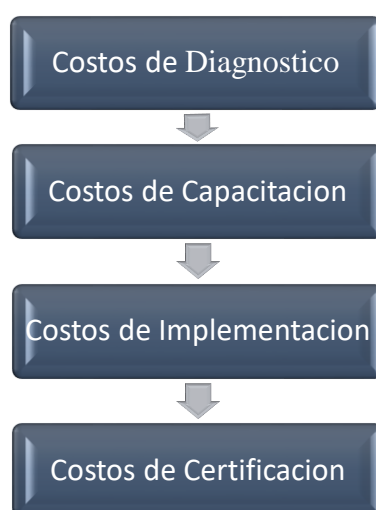 Costos de Diagnostico
Costos de Capacitacion
Costos de Implementacion
Costos de Certificacion